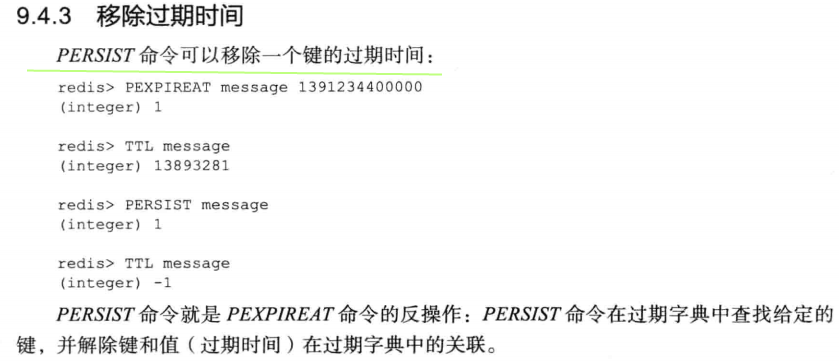 9.4.3 移除过期时间
PERSIST 命令可以移除一个键的过期时间：
redis> PEXPIREAT message 1391234400000
(integer) 1
redis> TTL message
(integer) 13893281
redis> PERSIST message
(integer) 1
redis> TTL message
(integer) -1
PERSIST 命令就是 PEXPIREAT 命令的反操作：PERSIST 命令在过期字典中查找给定的
键，并解除键和值（过期时间）在过期字典中的关联。